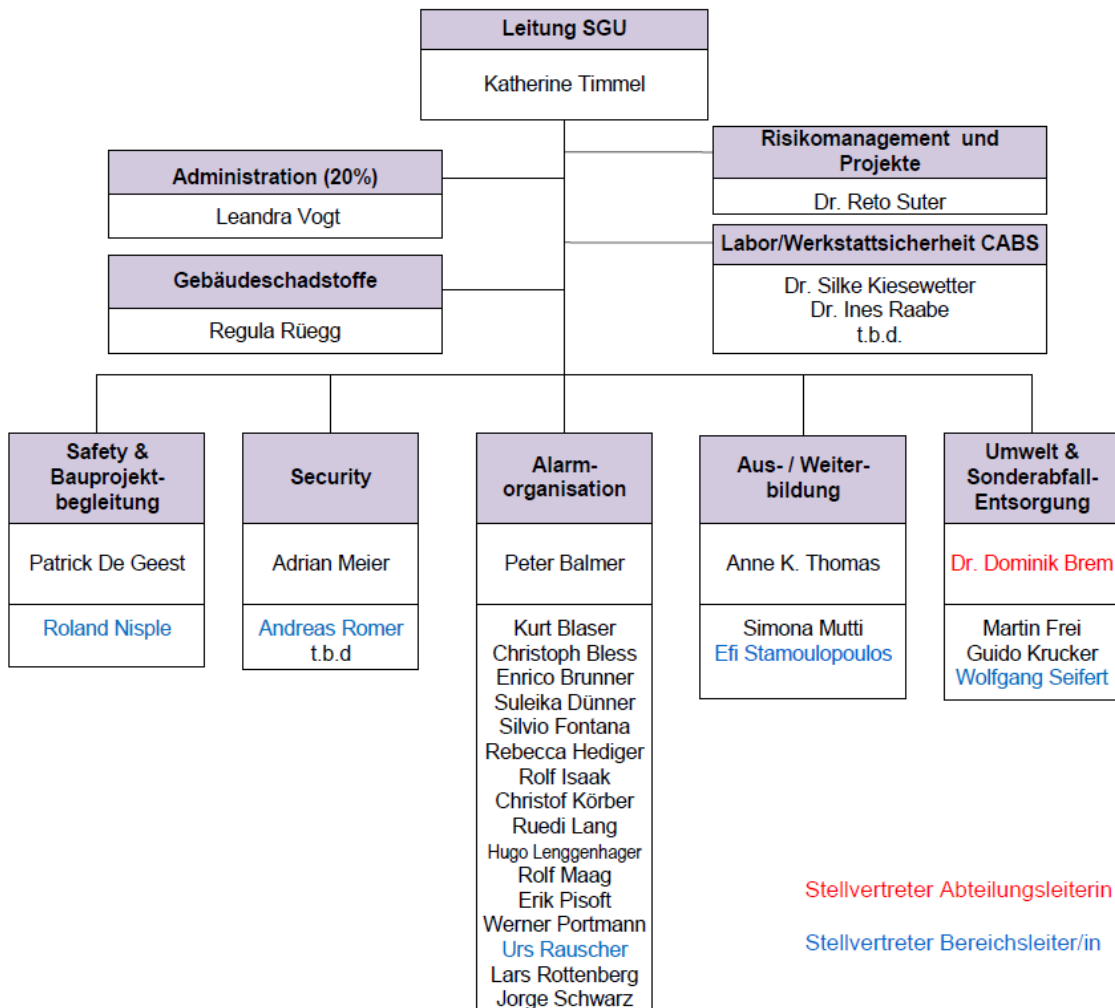 Leitung SGU
Katherine Timmel
Administration (20%)
Leandra Vogt
Gebäudeschadstoffe
Regula Rüegg
Risikomanagement und
Projekte
Dr. Reto Suter
Labor/Werkstattsicherheit CABS
Dr. Silke Kiesewetter
Dr. Ines Raabe
t.b.d.
Safety &
Bauprojekt-
begleitung
Patrick De Geest
Roland Nisple
Security
Adrian Meier
Andreas Romer
t.b.d
Alarm-
organisation
Peter Balmer
Kurt Blaser
Christoph Bless
Enrico Brunner
Suleika Dünner
Silvio Fontana
Rebecca Hediger
Rolf Isaak
Christof Körber
Ruedi Lang
Hugo Lenggenhager
Rolf Maag
Erik Pisoft
Werner Portmann
Urs Rauscher
Lars Rottenberg
Jorge Schwarz
Aus- / Weiter-
bildung
Anne K. Thomas
Simona Mutti
Efi Stamoulopoulos
Umwelt &
Sonderabfall-
Entsorgung
Dr. Dominik Brem
Martin Frei
Guido Krucker
Wolfgang Seifert
Stellvertreter Abteilungsleiterin
Stellvertreter Bereichsleiter/in